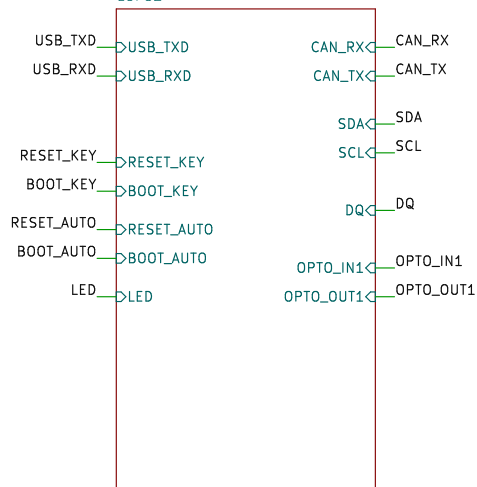 USB_TXD
USB_TXD
CAN_RX
CAN_RX
USB_RXD
USB_RXD
CAN_TX
CAN_TX
SDA
SDA
SCL
SCL
RESET_KEY
RESET_KEY
BOOT_KEY
BOOT_KEY
DQ
DQ
RESET_AUTO
RESET_AUTO
BOOT_AUTO
BOOT_AUTO
OPTO_IN1
OPTO_IN1
LED
LED
OPTO_OUT1
OPTO_OUT1